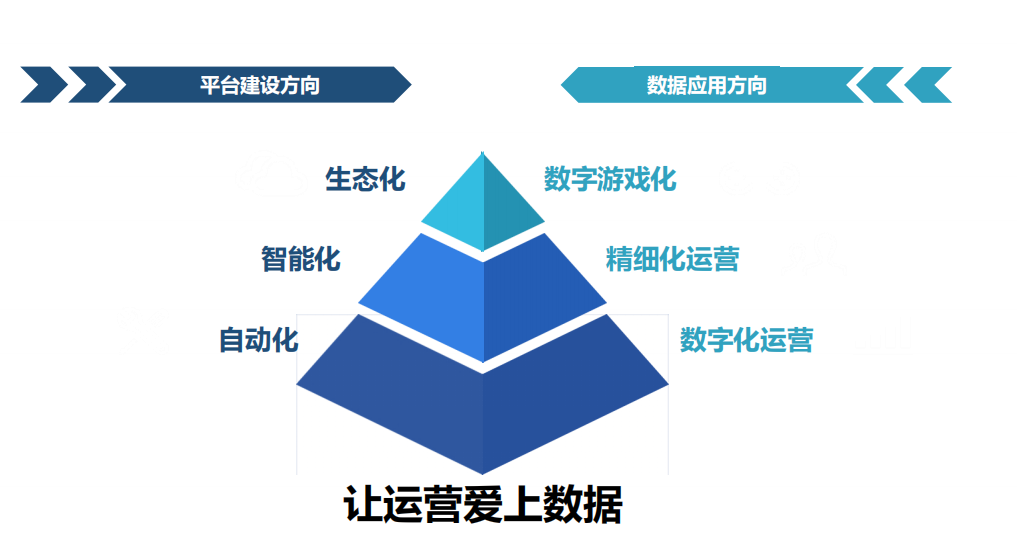 平台建设方向
数据应用方向
生态化
数字游戏化
智能化
精细化运营
自动化
数字化运营
让运营爱上数据